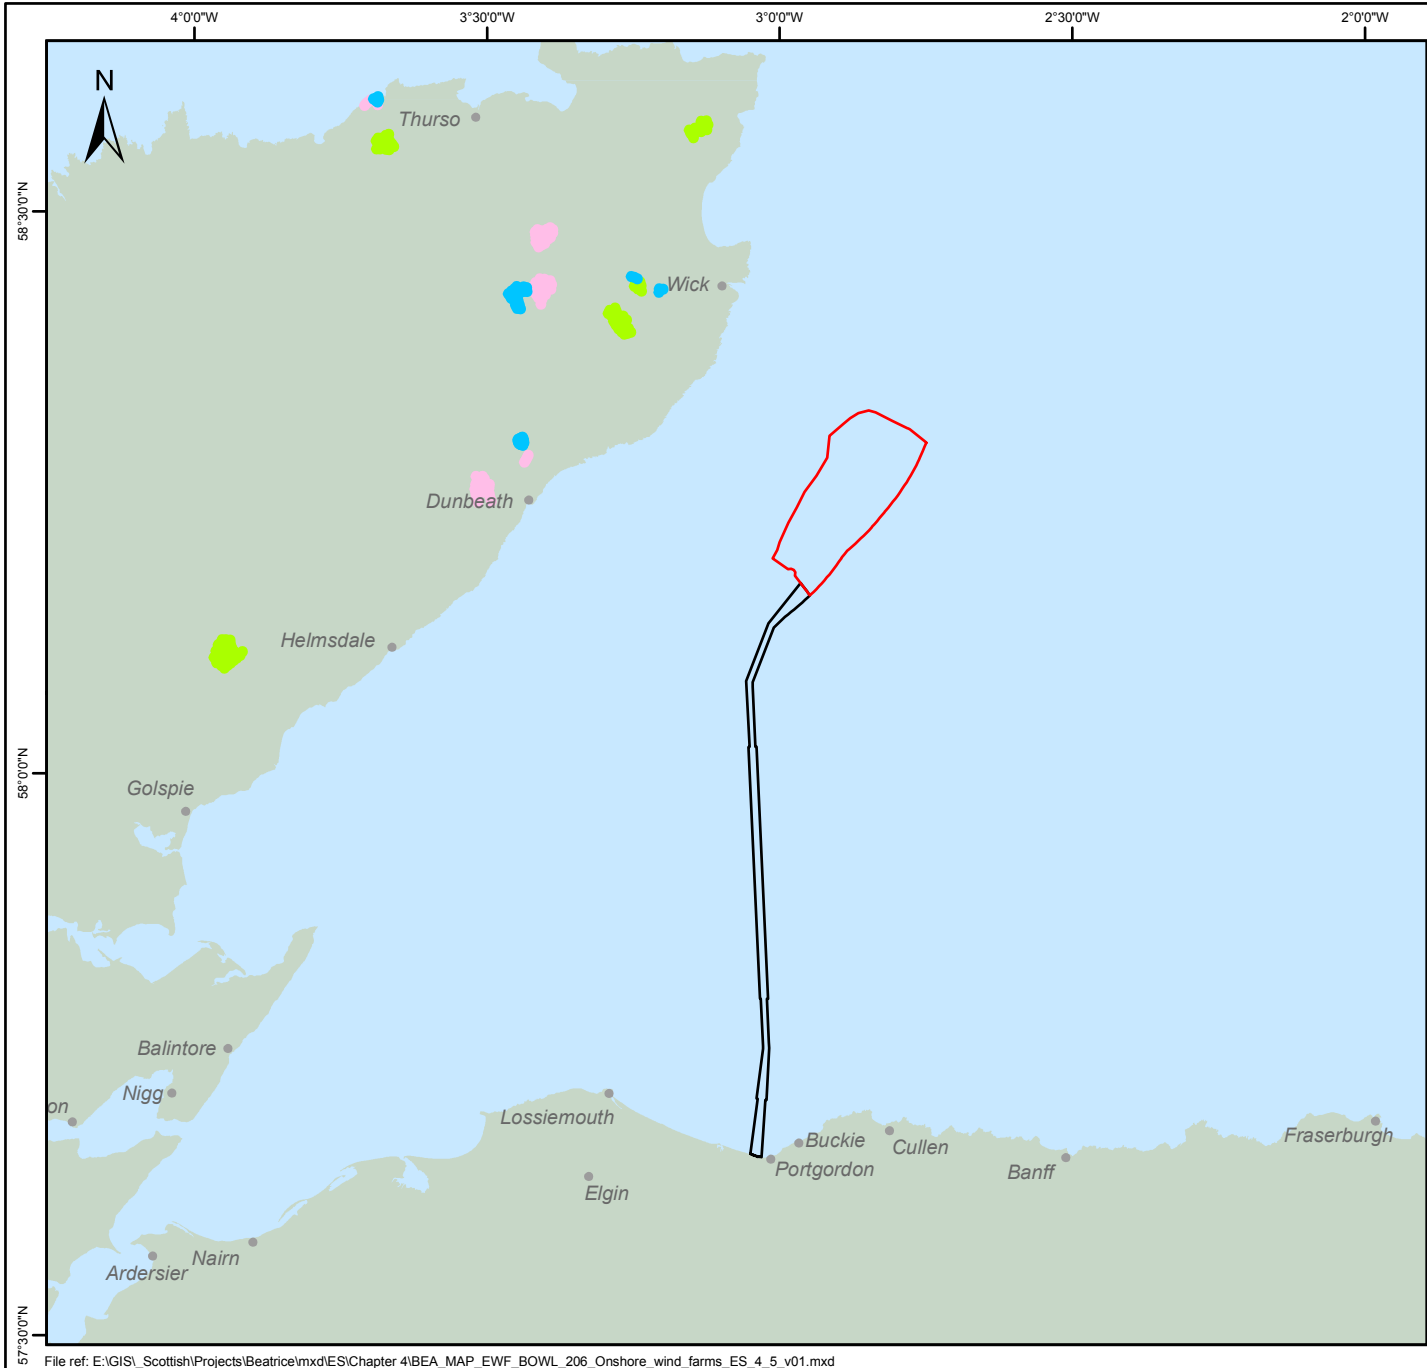 4°0'0"W 3°30'0"W 3°0'0"W 2°30'0"W 2°0'0"W
N
Thurso
58°30'0"N
Wick
Dunbeath
Helmsdale
58°0'0"N
Golspie
Balintore
Nigg
on
Lossiemouth
Buckie
Cullen
Fraserburgh
Portgordon
Banff
Elgin
Nairn
Ardersier
57°30'0"N
File ref: E:\GIS\_Scottish\Projects\Beatrice\mxd\ES\Chapter 4\BEA_MAP_EWF_BOWL_206_Onshore_wind_farms_ES_4_5_v01.mxd